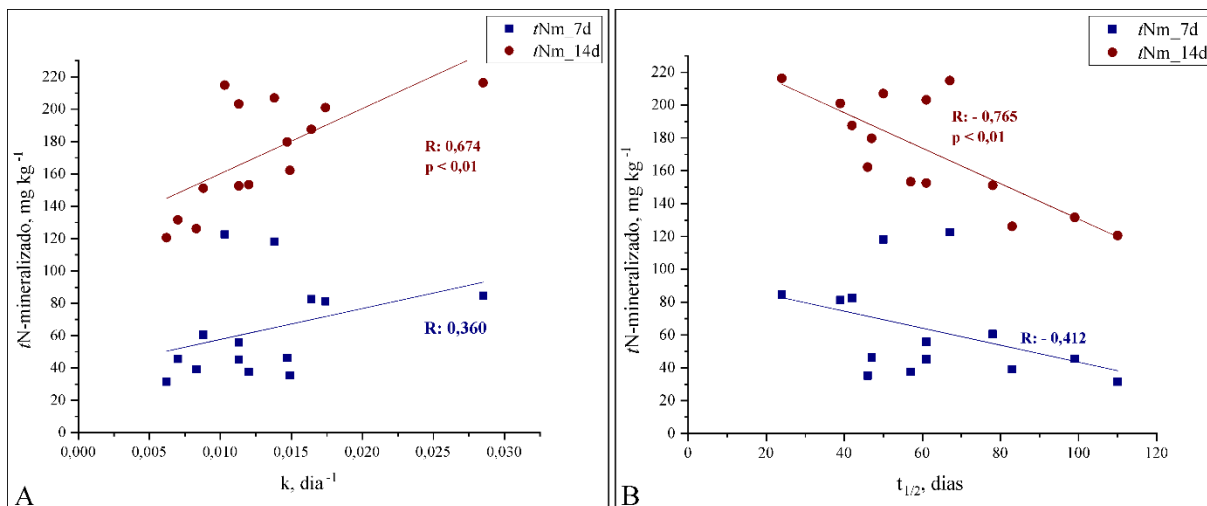 tNm_7d
tNm_14d
220
200
180
160
140
120
100
80
60
40
20
0
tN-mineralizado, mg kg⁻¹
R: 0,674
p < 0,01
R: 0,360
0,000 0,005 0,010 0,015 0,020 0,025 0,030
k, dia⁻¹
A
tNm_7d
tNm_14d
220
200
180
160
140
120
100
80
60
40
20
0
tN-mineralizado, mg kg⁻¹
R: - 0,765
p < 0,01
R: - 0,412
0 20 40 60 80 100 120
t₁/₂, dias
B